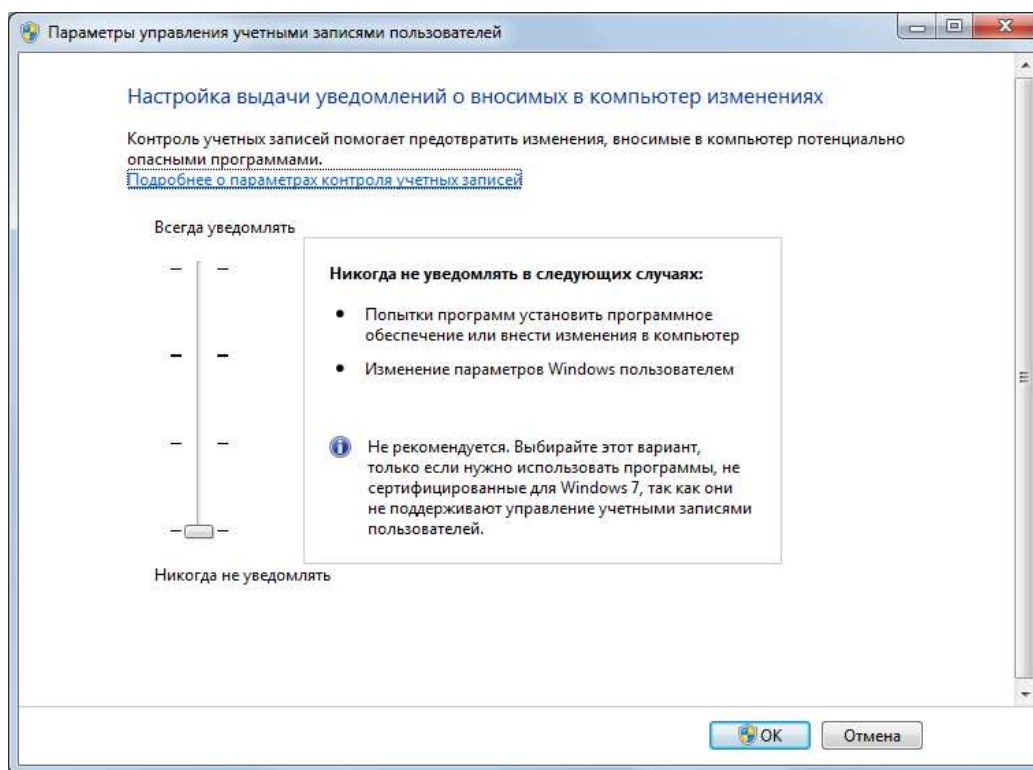 Параметры управления учетными записями пользователей
Настройка выдачи уведомлений о вносимых в компьютер изменениях
Контроль учетных записей помогает предотвратить изменения, вносимые в компьютер потенциально
опасными программами.
Подробнее о параметрах контроля учетных записей
Всегда уведомлять
Никогда не уведомлять в следующих случаях:
Попытки программ установить программное
обеспечение или внести изменения в компьютер
Изменение параметров Windows пользователем
Не рекомендуется. Выбирайте этот вариант,
только если нужно использовать программы, не
сертифицированные для Windows 7, так как они
не поддерживают управление учетными записями
пользователей.
Никогда не уведомлять
OK
Отмена